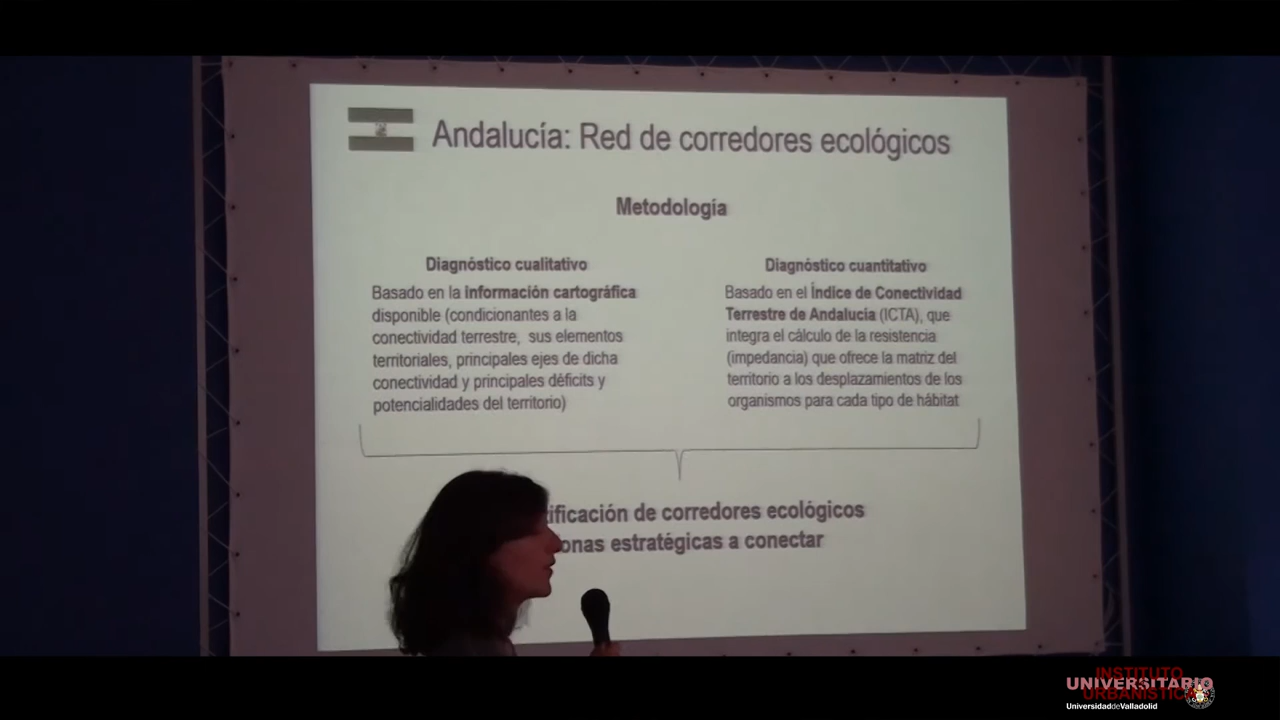 Andalucía: Red de corredores ecológicos
Metodología
Diagnóstico cualitativo
Basado en la información cartográfica
disponible (condicionantes a la
conectividad terrestre, sus elementos
territoriales, principales ejes de dicha
conectividad y principales déficits y
potencialidades del territorio)
Diagnóstico cuantitativo
Basado en el Índice de Conectividad
Terrestre de Andalucía (ICTA), que
integra el cálculo de la resistencia
(impedancia) que ofrece la matriz del
territorio a los desplazamientos de los
organismos para cada tipo de hábitat
de corredores ecológicos
estratégicas a conectar
INSTITUTO
UNIVERSITARIO
UniversidaddeValladolid